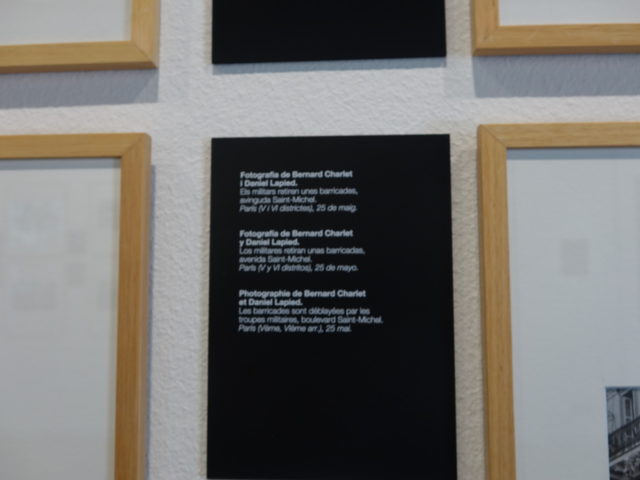 Fotografia de Bernard Charlet
i Daniel Lapied.
Els militars retiren unes barricades,
avinguda Saint-Michel.
París (V i VI districtes), 25 de maig.
Fotografía de Bernard Charlet
y Daniel Lapied.
Los militares retiran unas barricadas,
avenida Saint-Michel.
París (V y VI distritos), 25 de mayo.
Photographie de Bernard Charlet
et Daniel Lapied.
Les barricades sont déblayées par les
troupes militaires, boulevard Saint-Michel.
Paris (Vème, VIème arr.), 25 mai.